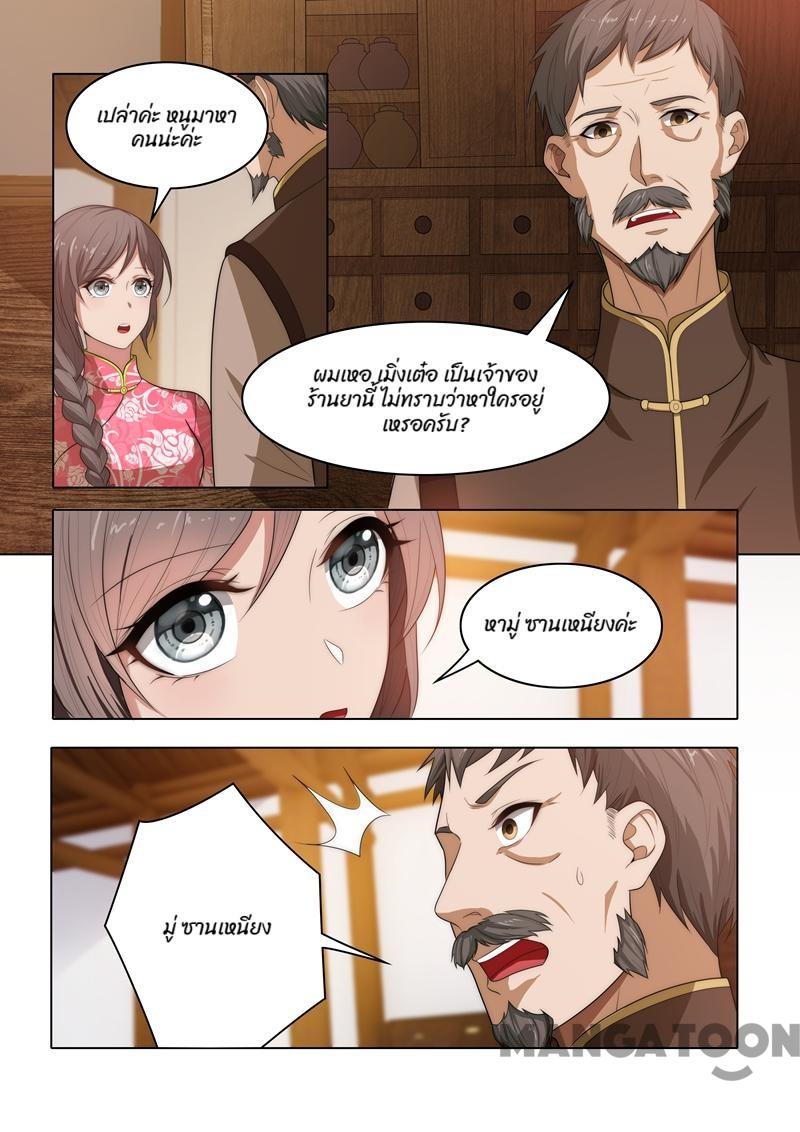 เปล่าค่ะ หนูมาหา
คนน่ะค่ะ
ผมเหอ เมิ่งเต๋อ เป็นเจ้าของ
ร้านยานี้ ไม่ทราบว่าหาใครอยู่
เหรอครับ?
หามู่ ซานเหนียงค่ะ
มู่ ซานเหนียง
MANGATOON